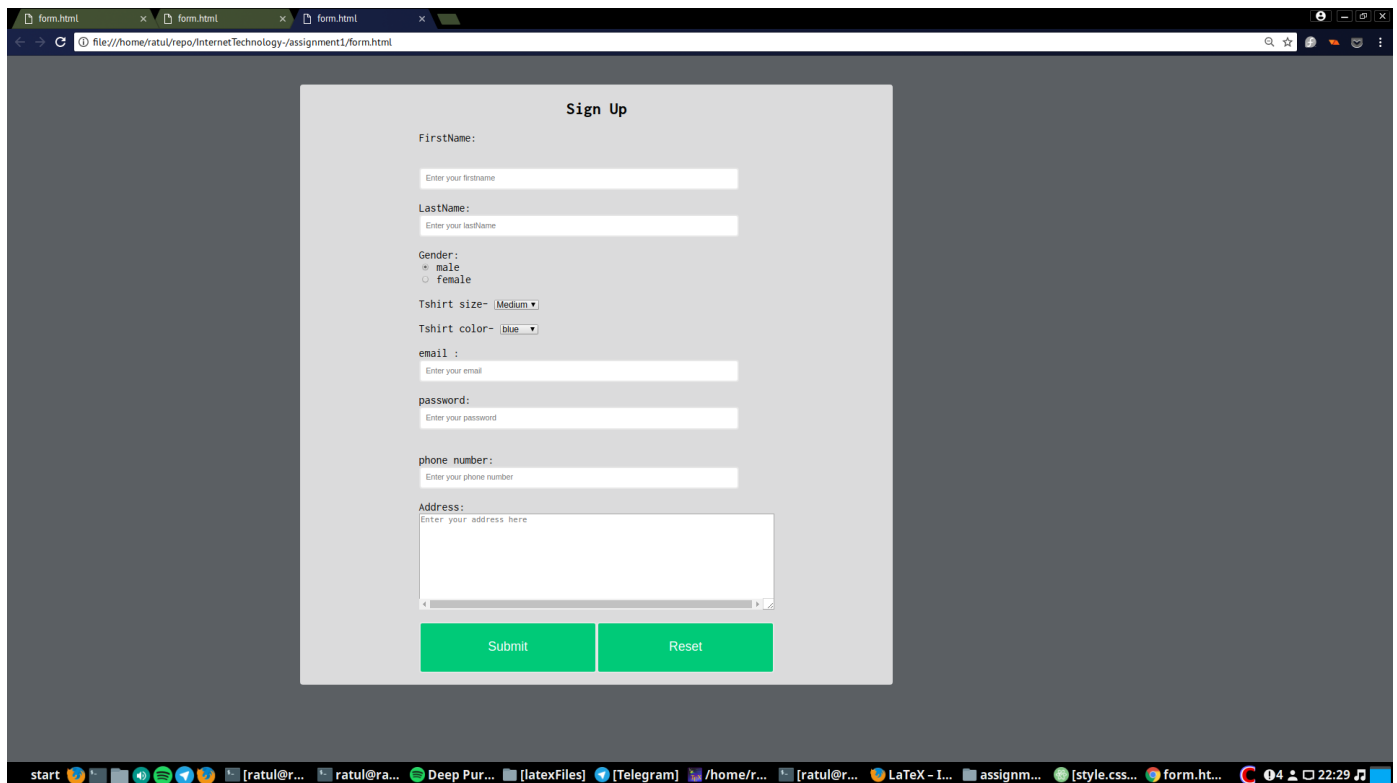 form.html
form.html
form.html
file:///home/ratul/repo/InternetTechnology-/assignment1/form.html
Sign Up
FirstName:
Enter your firstname
LastName:
Enter your lastName
Gender:
male
female
Tshirt size- Medium
Tshirt color- blue
email :
Enter your email
password:
Enter your password
phone number:
Enter your phone number
Address:
Enter your address here
Submit Reset
start [ratul@r... ratul@ra... Deep Pur... [latexFiles] [Telegram] /home/r... [ratul@r... LaTeX – I... assignm... [style.css... form.ht... 4 22:29